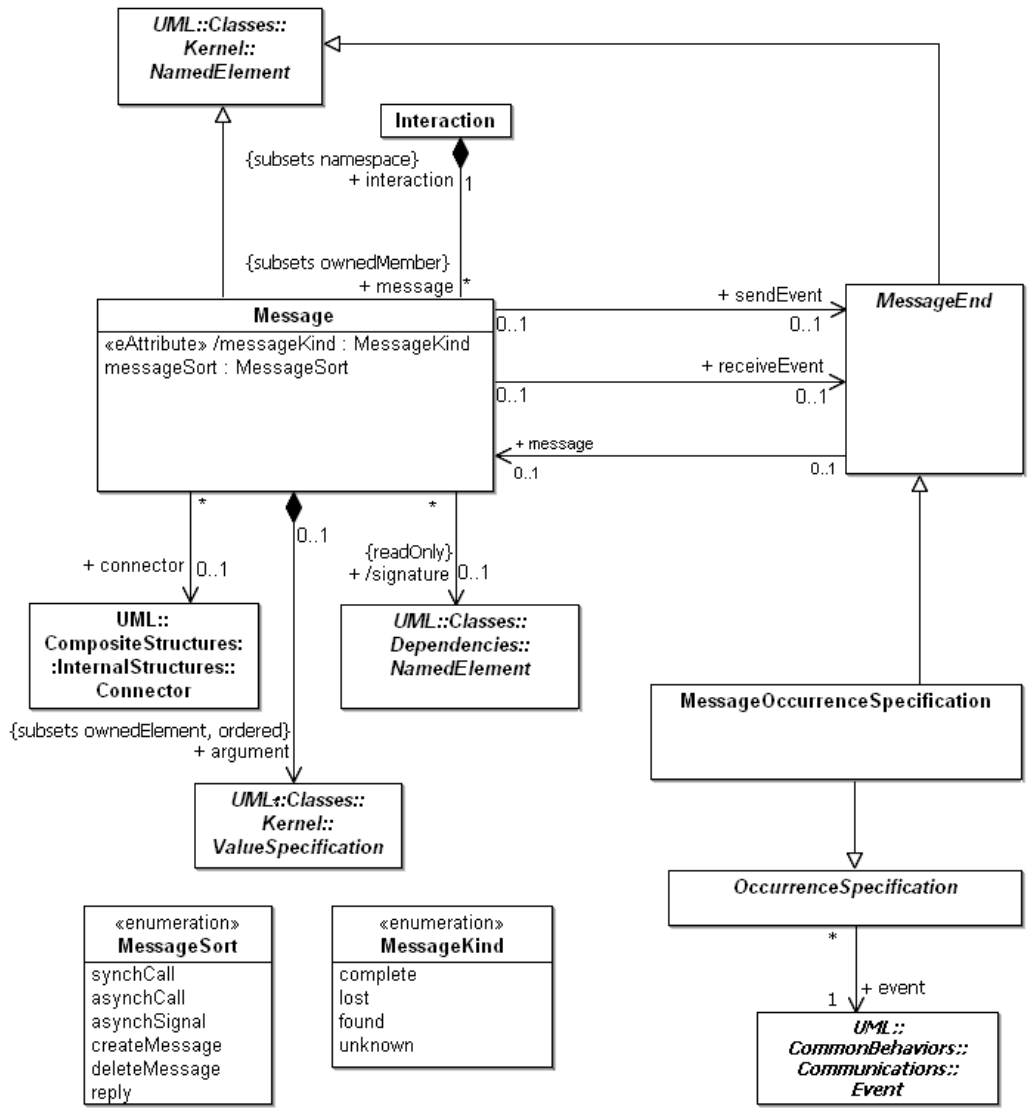 UML::Classes::
Kernel::
NamedElement
Interaction
{subsets namespace}
+ interaction
1
{subsets ownedMember}
+ message
*
Message
«eAttribute» /messageKind : MessageKind
messageSort : MessageSort
+ sendEvent
0..1
0..1
+ receiveEvent
0..1
0..1
+ message
0..1
0..1
MessageEnd
*
+ connector
0..1
0..1
*
{readOnly}
+ /signature
0..1
UML::
CompositeStructures:
:InternalStructures::
Connector
UML::Classes::
Dependencies::
NamedElement
{subsets ownedElement, ordered}
+ argument
UML::Classes::
Kernel::
ValueSpecification
MessageOccurrenceSpecification
OccurrenceSpecification
*
+ event
1
UML::
CommonBehaviors::
Communications::
Event
«enumeration»
MessageSort
synchCall
asynchCall
asynchSignal
createMessage
deleteMessage
reply
«enumeration»
MessageKind
complete
lost
found
unknown